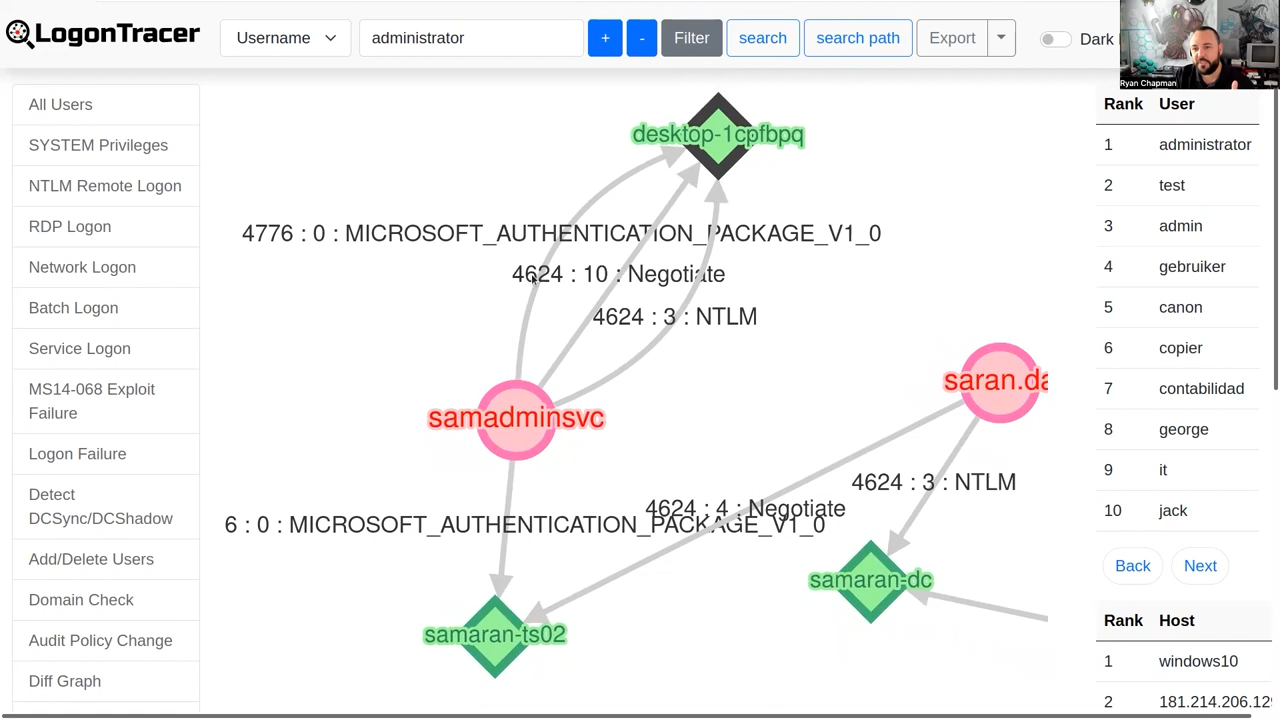 LogonTracer
Username
administrator
+
-
Filter
search
search path
Export
Dark
Ryan Chapman
All Users
SYSTEM Privileges
NTLM Remote Logon
RDP Logon
Network Logon
Batch Logon
Service Logon
MS14-068 Exploit
Failure
Logon Failure
Detect
DCSync/DCShadow
Add/Delete Users
Domain Check
Audit Policy Change
Diff Graph
desktop-1cpfbpq
4776 : 0 : MICROSOFT_AUTHENTICATION_PACKAGE_V1_0
4624 : 10 : Negotiate
4624 : 3 : NTLM
saran.da
samadminsvc
4624 : 3 : NTLM
4624 : 4 : Negotiate
6 : 0 : MICROSOFT_AUTHENTICATION_PACKAGE_V1_0
samaran-dc
samaran-ts02
Rank User
1 administrator
2 test
3 admin
4 gebruiker
5 canon
6 copier
7 contabilidad
8 george
9 it
10 jack
Back
Next
Rank Host
1 windows10
2 181.214.206.129